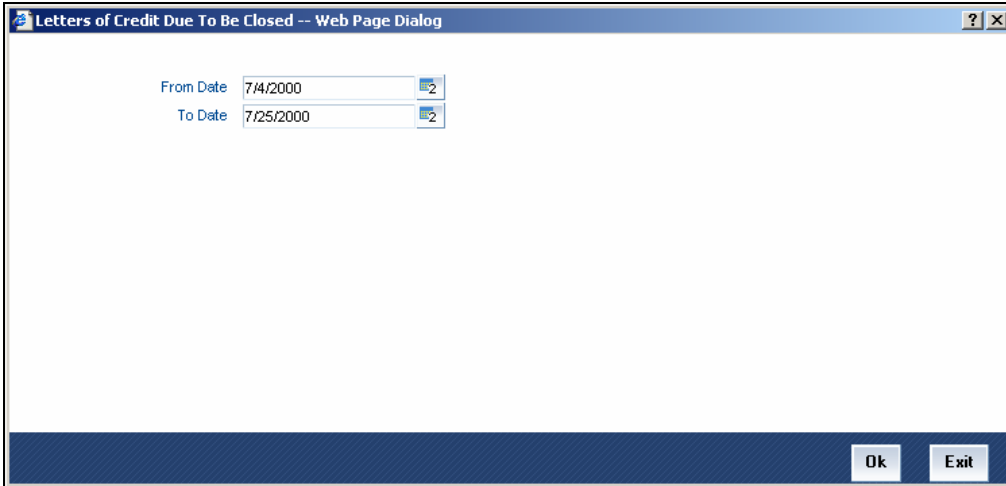 Letters of Credit Due To Be Closed -- Web Page Dialog
From Date 7/4/2000
To Date 7/25/2000
Ok Exit